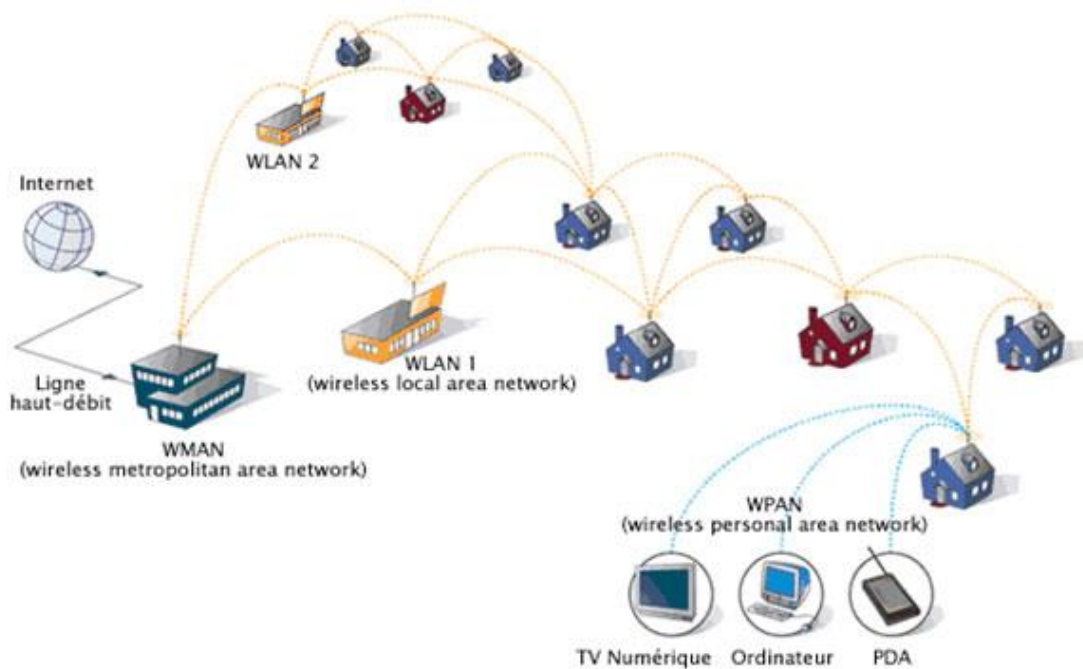 WLAN 2
Internet
WLAN 1
(wireless local area network)
Ligne
haut-débit
WMAN
(wireless metropolitan area network)
WPAN
(wireless personal area network)
TV Numérique
Ordinateur
PDA